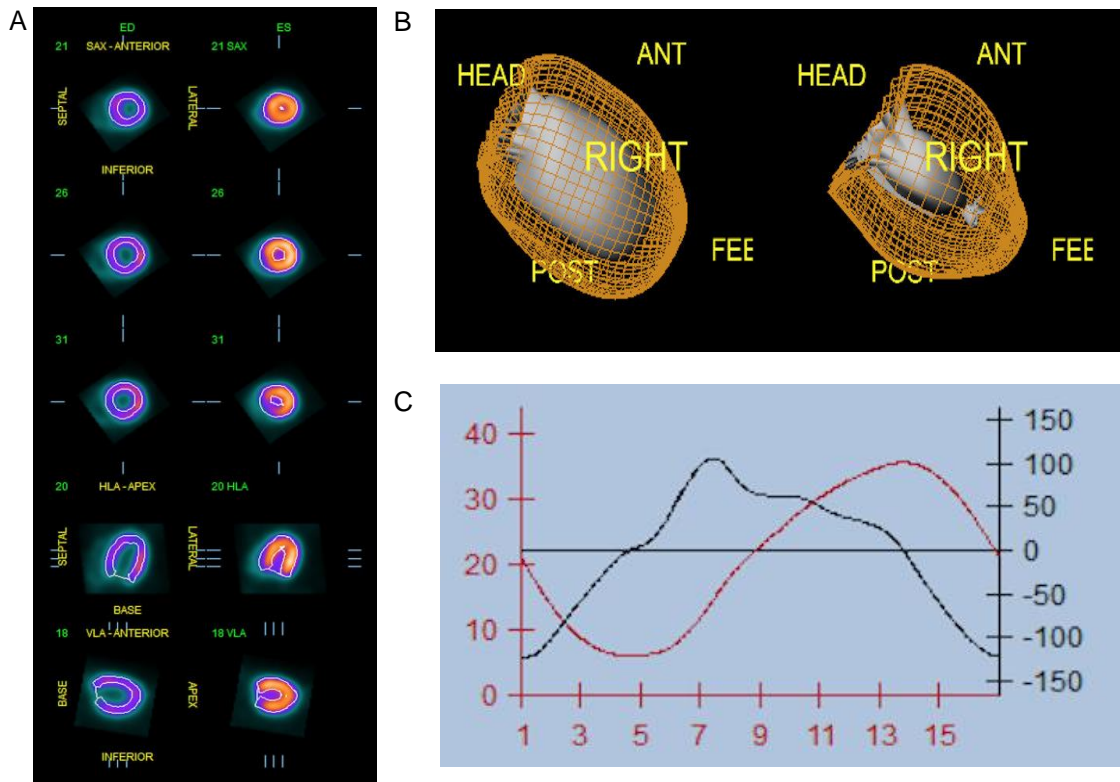 A
ED
ES
21
SAX - ANTERIOR
21 SAX
SEPTAL
LATERAL
INFERIOR
26
26
31
31
20
HLA - APEX
20 HLA
SEPTAL
LATERAL
BASE
18
VLA - ANTERIOR
18 VLA
BASE
APEX
INFERIOR
B
HEAD
ANT
RIGHT
POST
FEE
HEAD
ANT
RIGHT
POST
FEE
C
40
30
20
10
0
1 3 5 7 9 11 13 15
150
100
50
0
-50
-100
-150